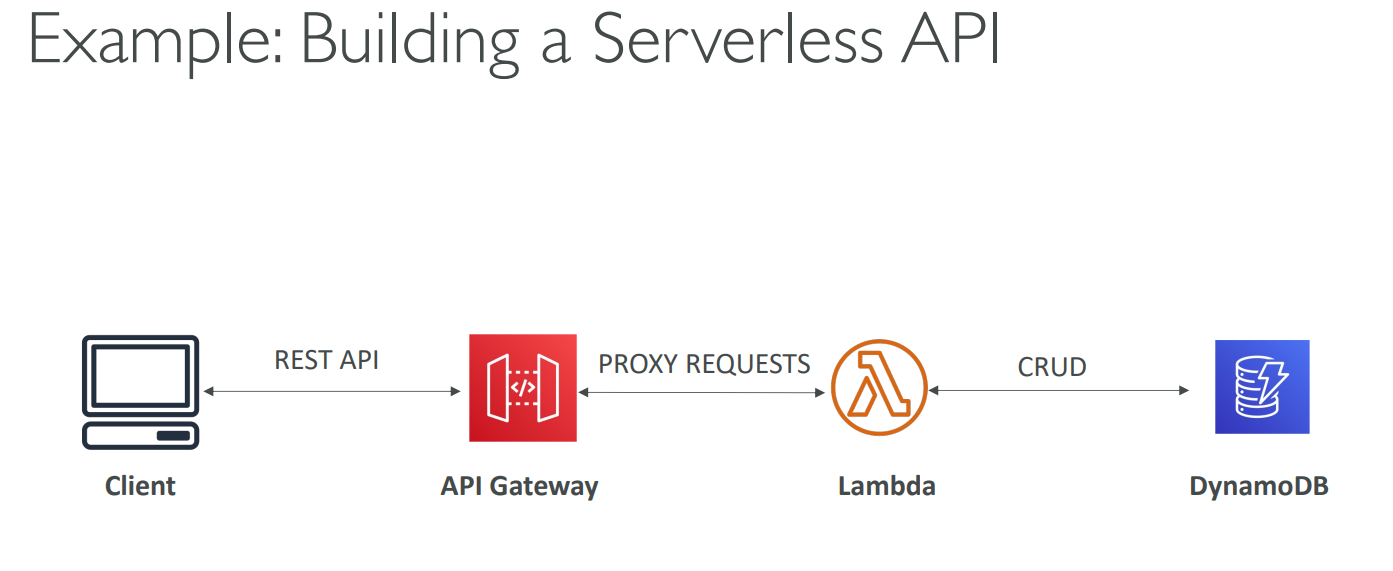 Example: Building a Serverless API
REST API
PROXY REQUESTS
CRUD
</>
Client
API Gateway
Lambda
DynamoDB